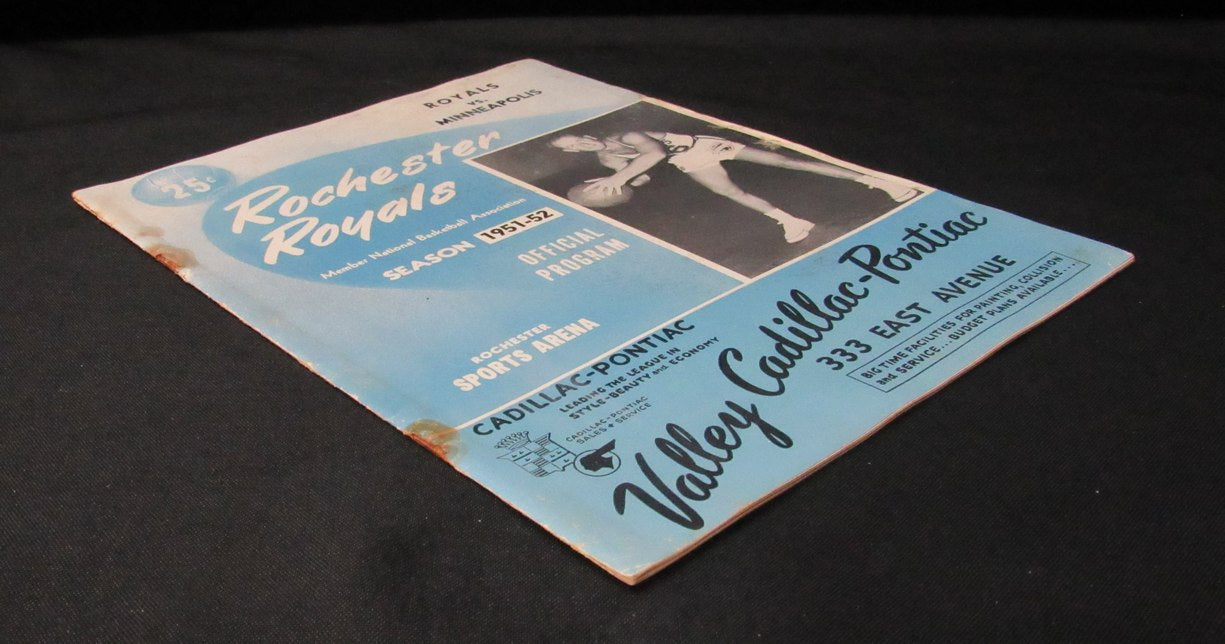 ROYALS
vs.
MINNEAPOLIS
25¢
Rochester
Royals
Member National Basketball Association
SEASON 1951-52
OFFICIAL
PROGRAM
ROCHESTER
SPORTS ARENA
CADILLAC-PONTIAC
LEADING THE LEAGUE IN
STYLE-BEAUTY and ECONOMY
CADILLAC-PONTIAC
SALES + SERVICE
Valley Cadillac-Pontiac
333 EAST AVENUE
BIG TIME FACILITIES FOR PAINTING, COLLISION
and SERVICE...BUDGET PLANS AVAILABLE....